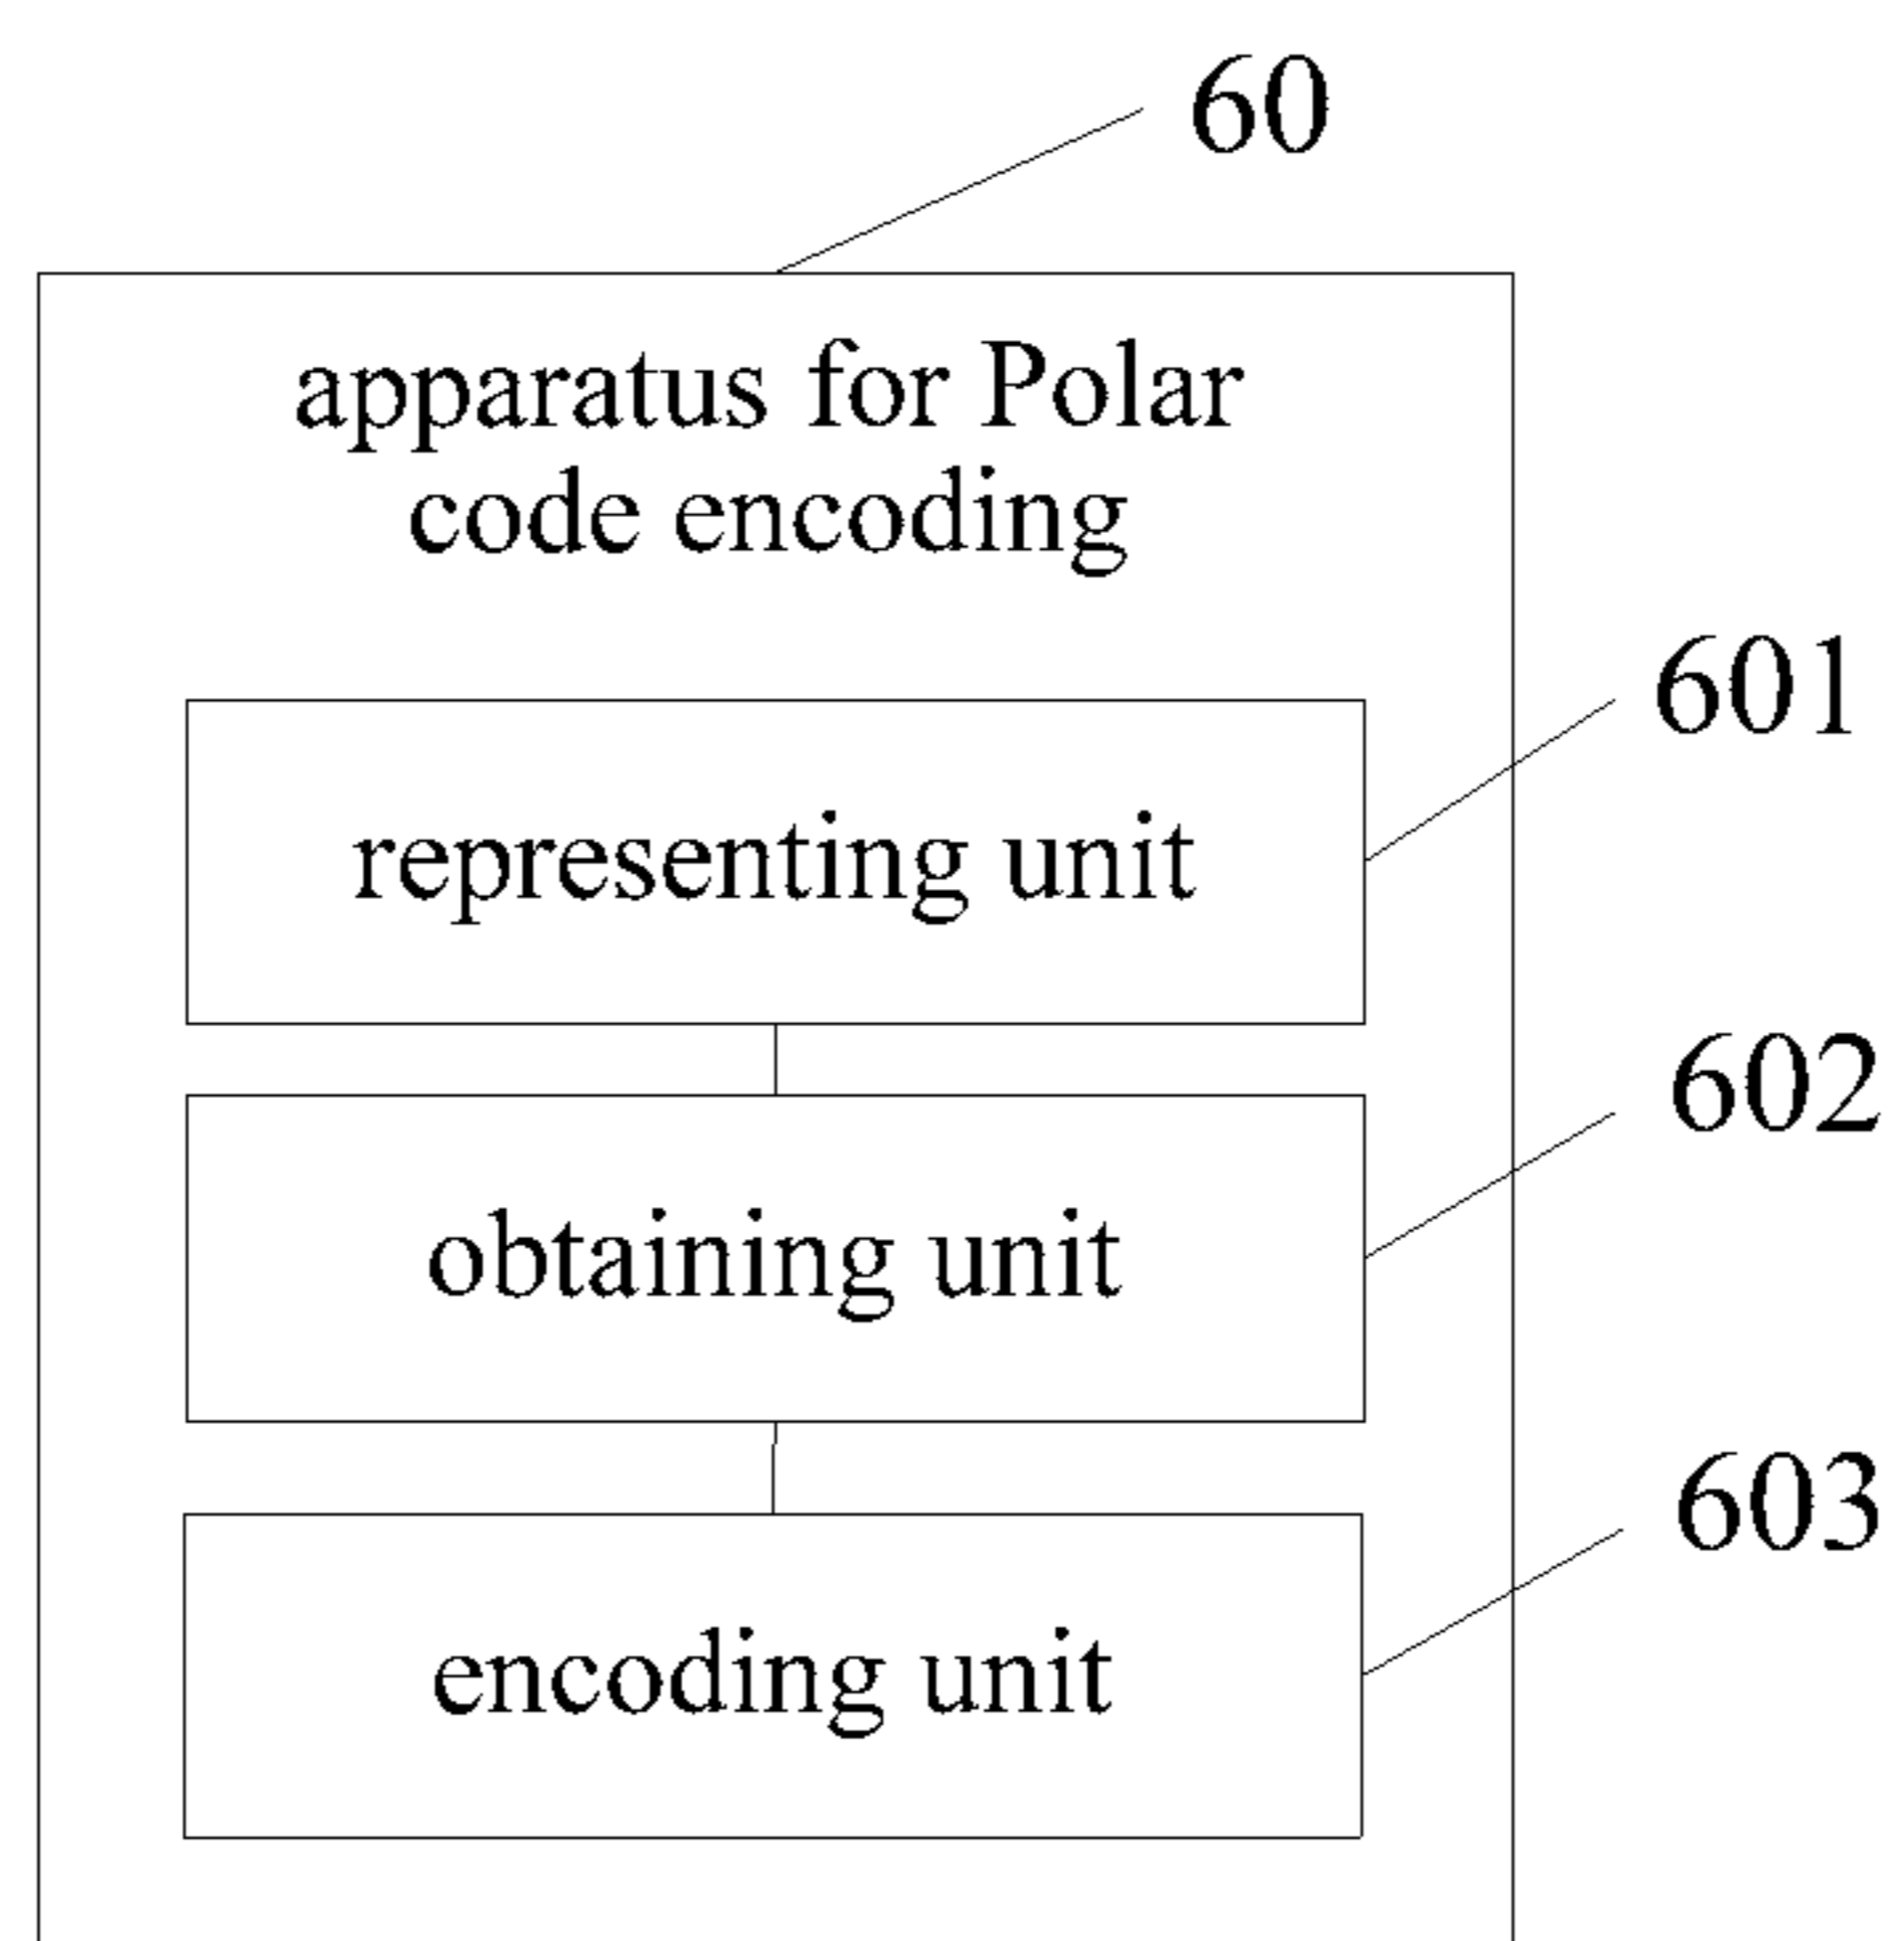 60
apparatus for Polar
code encoding
601
representing unit
602
obtaining unit
603
encoding unit